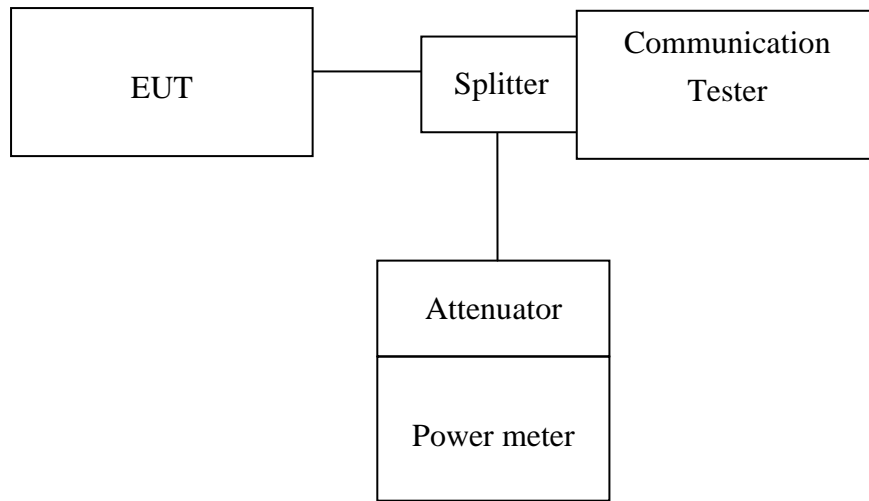 EUT
Splitter
Communication
Tester
Attenuator
Power meter